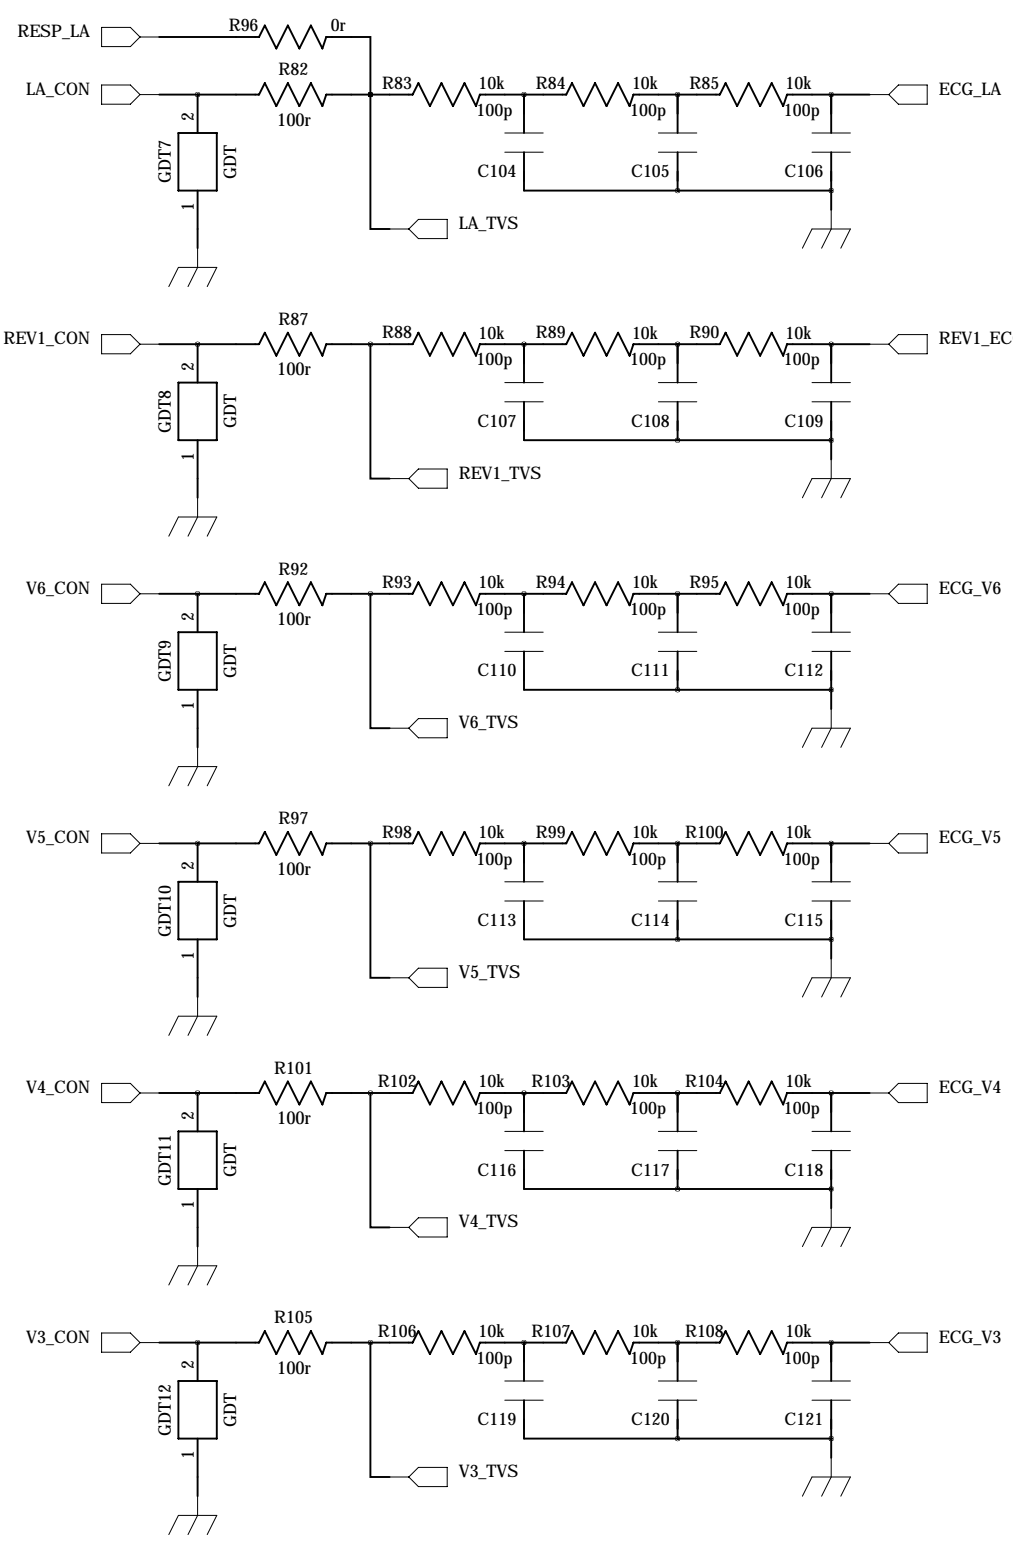 RESP_LA R96 0r
R82
LA_CON R83 10k R84 10k R85 10k ECG_LA
100r 100p 100p 100p
2
GDT7 GDT
C104 C105 C106
1
LA_TVS
R87
REV1_CON R88 10k R89 10k R90 10k REV1_EC
100r 100p 100p 100p
2
GDT8 GDT
C107 C108 C109
1
REV1_TVS
R92
V6_CON R93 10k R94 10k R95 10k ECG_V6
100r 100p 100p 100p
2
GDT9 GDT
C110 C111 C112
1
V6_TVS
R97
V5_CON R98 10k R99 10k R100 10k ECG_V5
100r 100p 100p 100p
2
GDT10 GDT
C113 C114 C115
1
V5_TVS
R101
V4_CON R102 10k R103 10k R104 10k ECG_V4
100r 100p 100p 100p
2
GDT11 GDT
C116 C117 C118
1
V4_TVS
R105
V3_CON R106 10k R107 10k R108 10k ECG_V3
100r 100p 100p 100p
2
GDT12 GDT
C119 C120 C121
1
V3_TVS